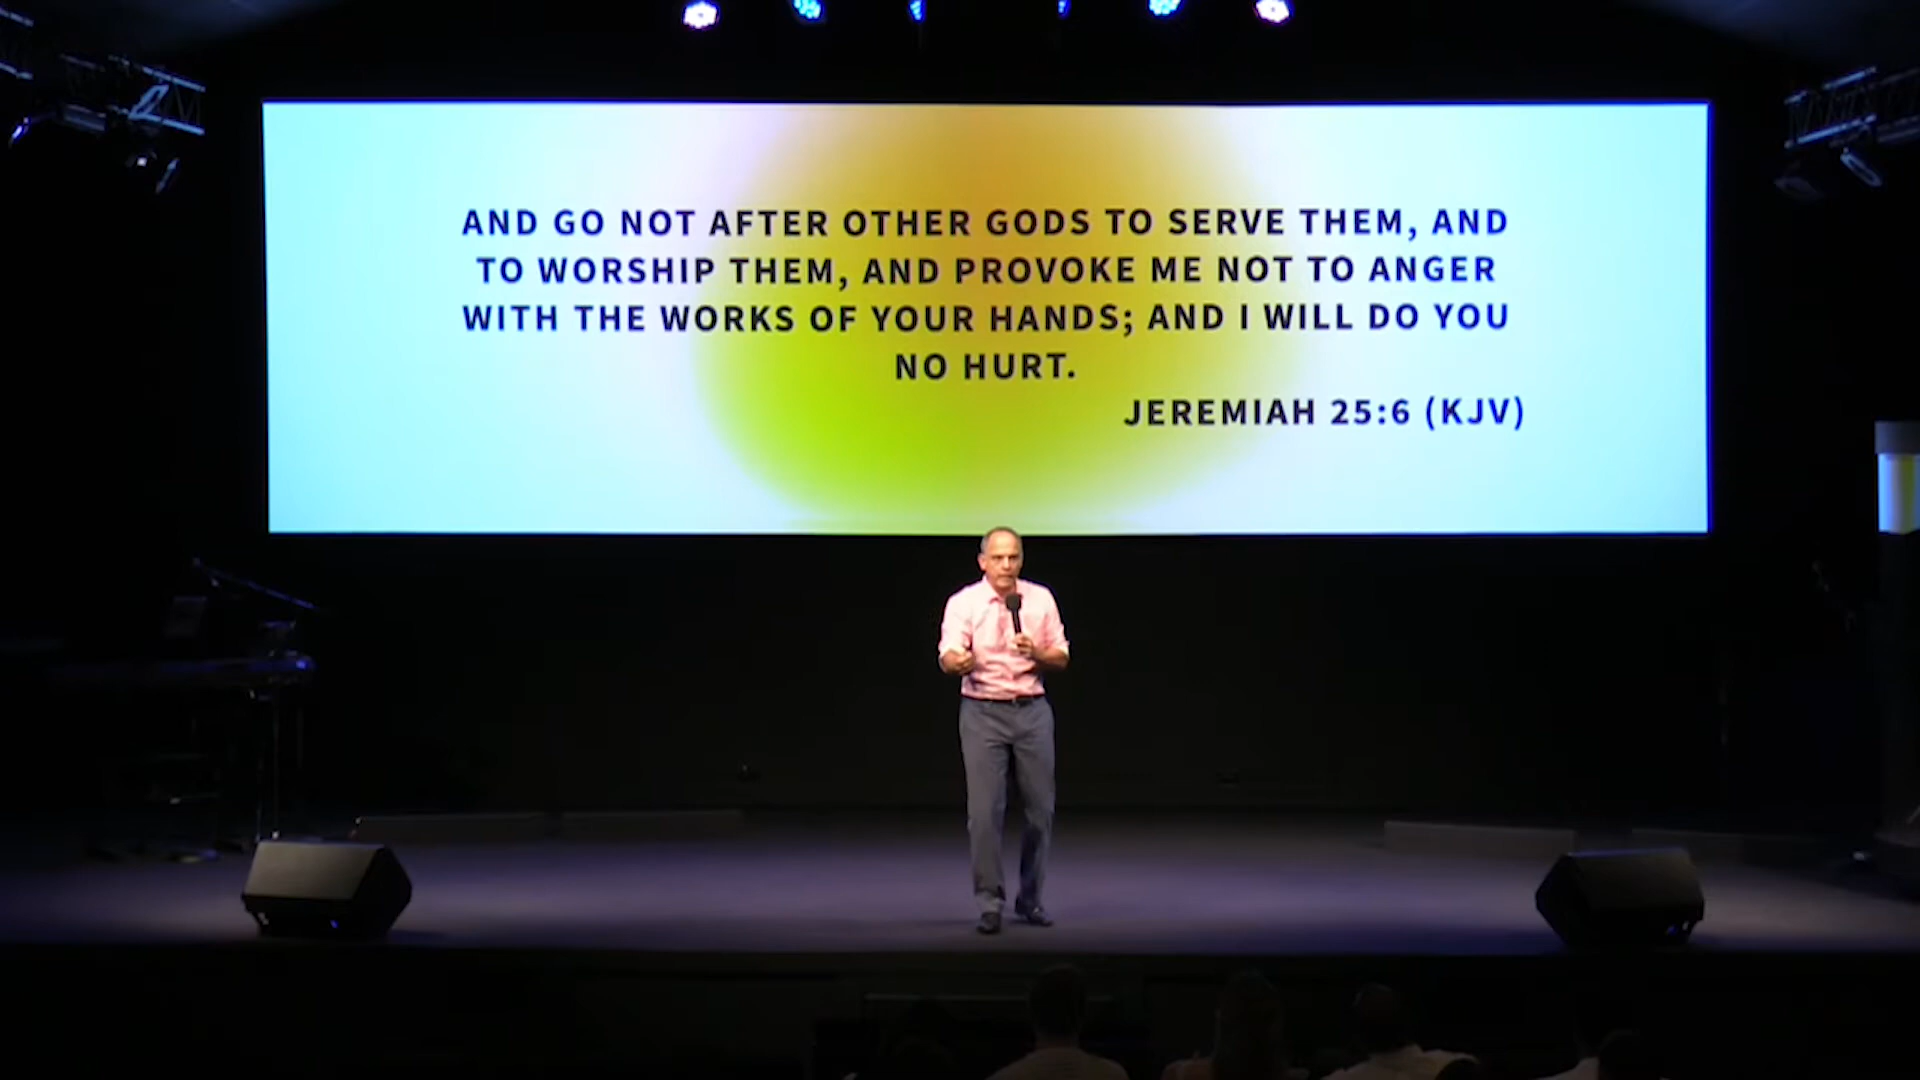 AND GO NOT AFTER OTHER GODS TO SERVE THEM, AND
TO WORSHIP THEM, AND PROVOKE ME NOT TO ANGER
WITH THE WORKS OF YOUR HANDS; AND I WILL DO YOU
NO HURT.
JEREMIAH 25:6 (KJV)